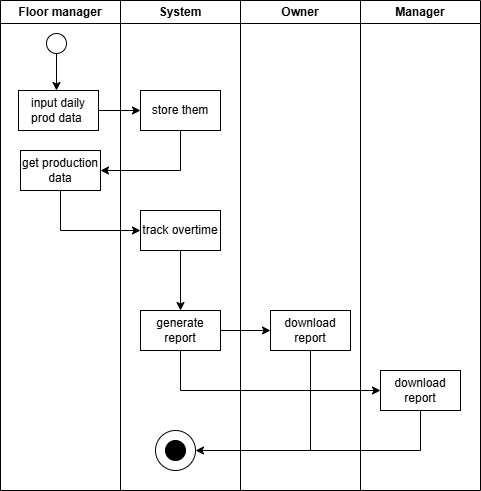 Floor manager
System
Owner
Manager
input daily
prod data
store them
get production
data
track overtime
generate
report
download
report
download
report